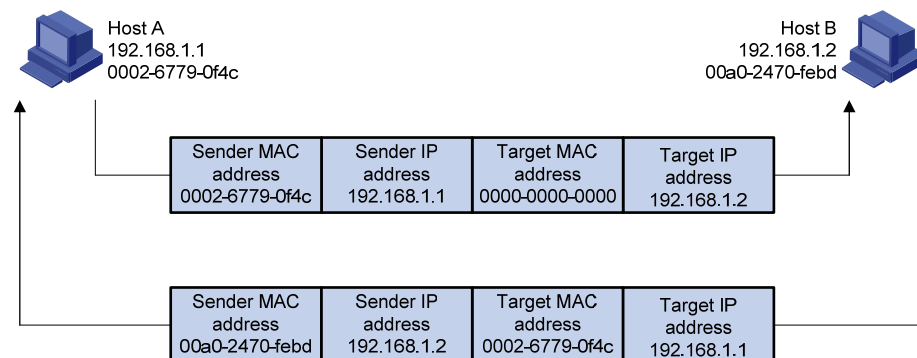 Host A
192.168.1.1
0002-6779-0f4c
Host B
192.168.1.2
00a0-2470-febd
Sender MAC
address
0002-6779-0f4c
Sender IP
address
192.168.1.1
Target MAC
address
0000-0000-0000
Target IP
address
192.168.1.2
Sender MAC
address
00a0-2470-febd
Sender IP
address
192.168.1.2
Target MAC
address
0002-6779-0f4c
Target IP
address
192.168.1.1